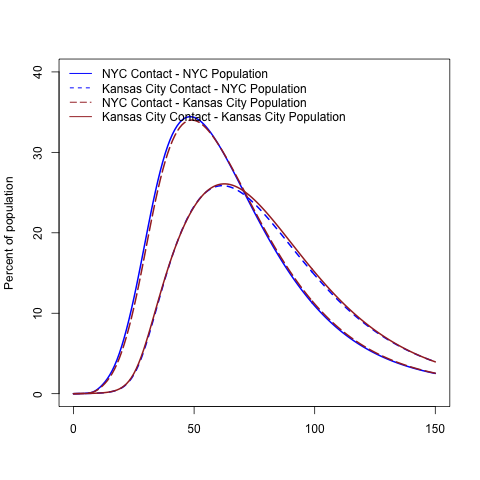 NYC Contact - NYC Population
Kansas City Contact - NYC Population
NYC Contact - Kansas City Population
Kansas City Contact - Kansas City Population
Percent of population
40
30
20
10
0
0 50 100 150